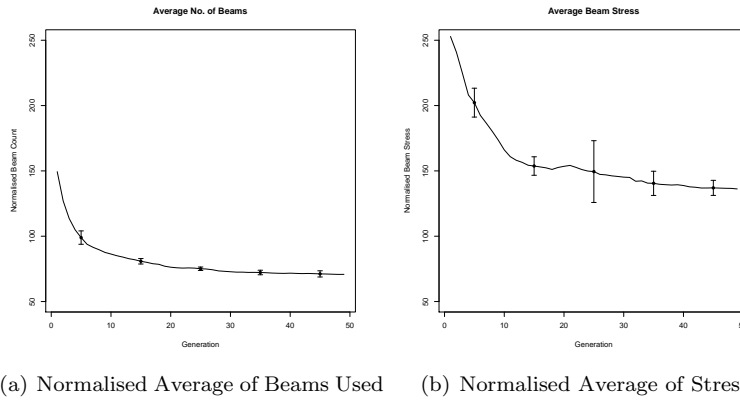 Average No. of Beams
Normalised Beam Count
250
200
150
100
50
0 10 20 30 40 50
Generation
(a) Normalised Average of Beams Used
Average Beam Stress
Normalised Beam Stress
250
200
150
100
50
0 10 20 30 40
Generation
(b) Normalised Average of Stres